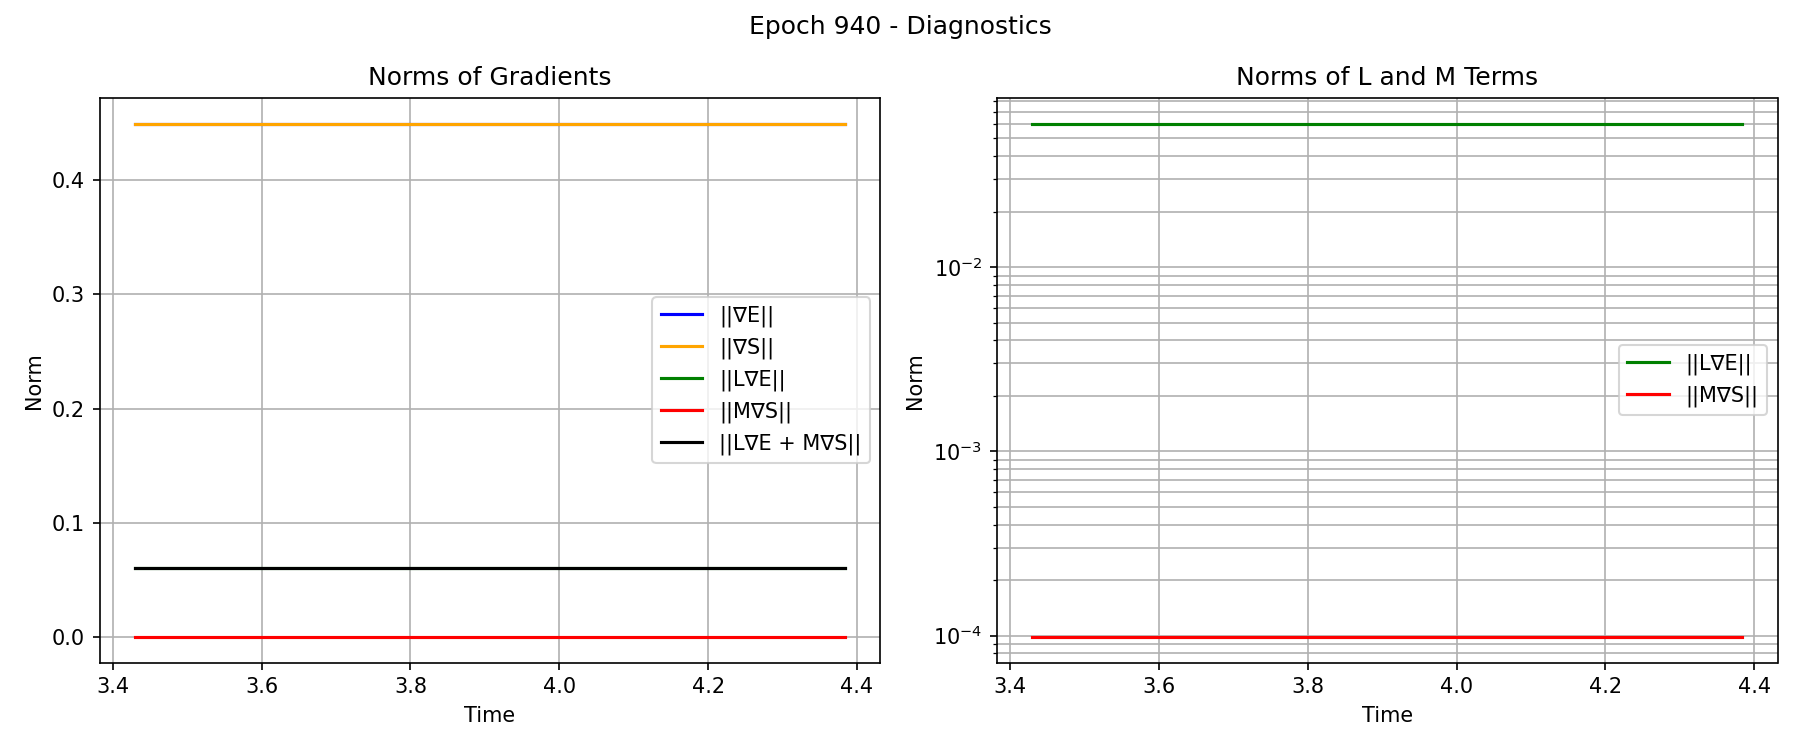 Epoch 940 - Diagnostics
Norms of Gradients
Norm
0.4
0.3
0.2
0.1
0.0
||∇E||
||∇S||
||L∇E||
||M∇S||
||L∇E + M∇S||
3.4 3.6 3.8 4.0 4.2 4.4
Time
Norms of L and M Terms
Norm
10⁻²
10⁻³
10⁻⁴
||L∇E||
||M∇S||
3.4 3.6 3.8 4.0 4.2 4.4
Time